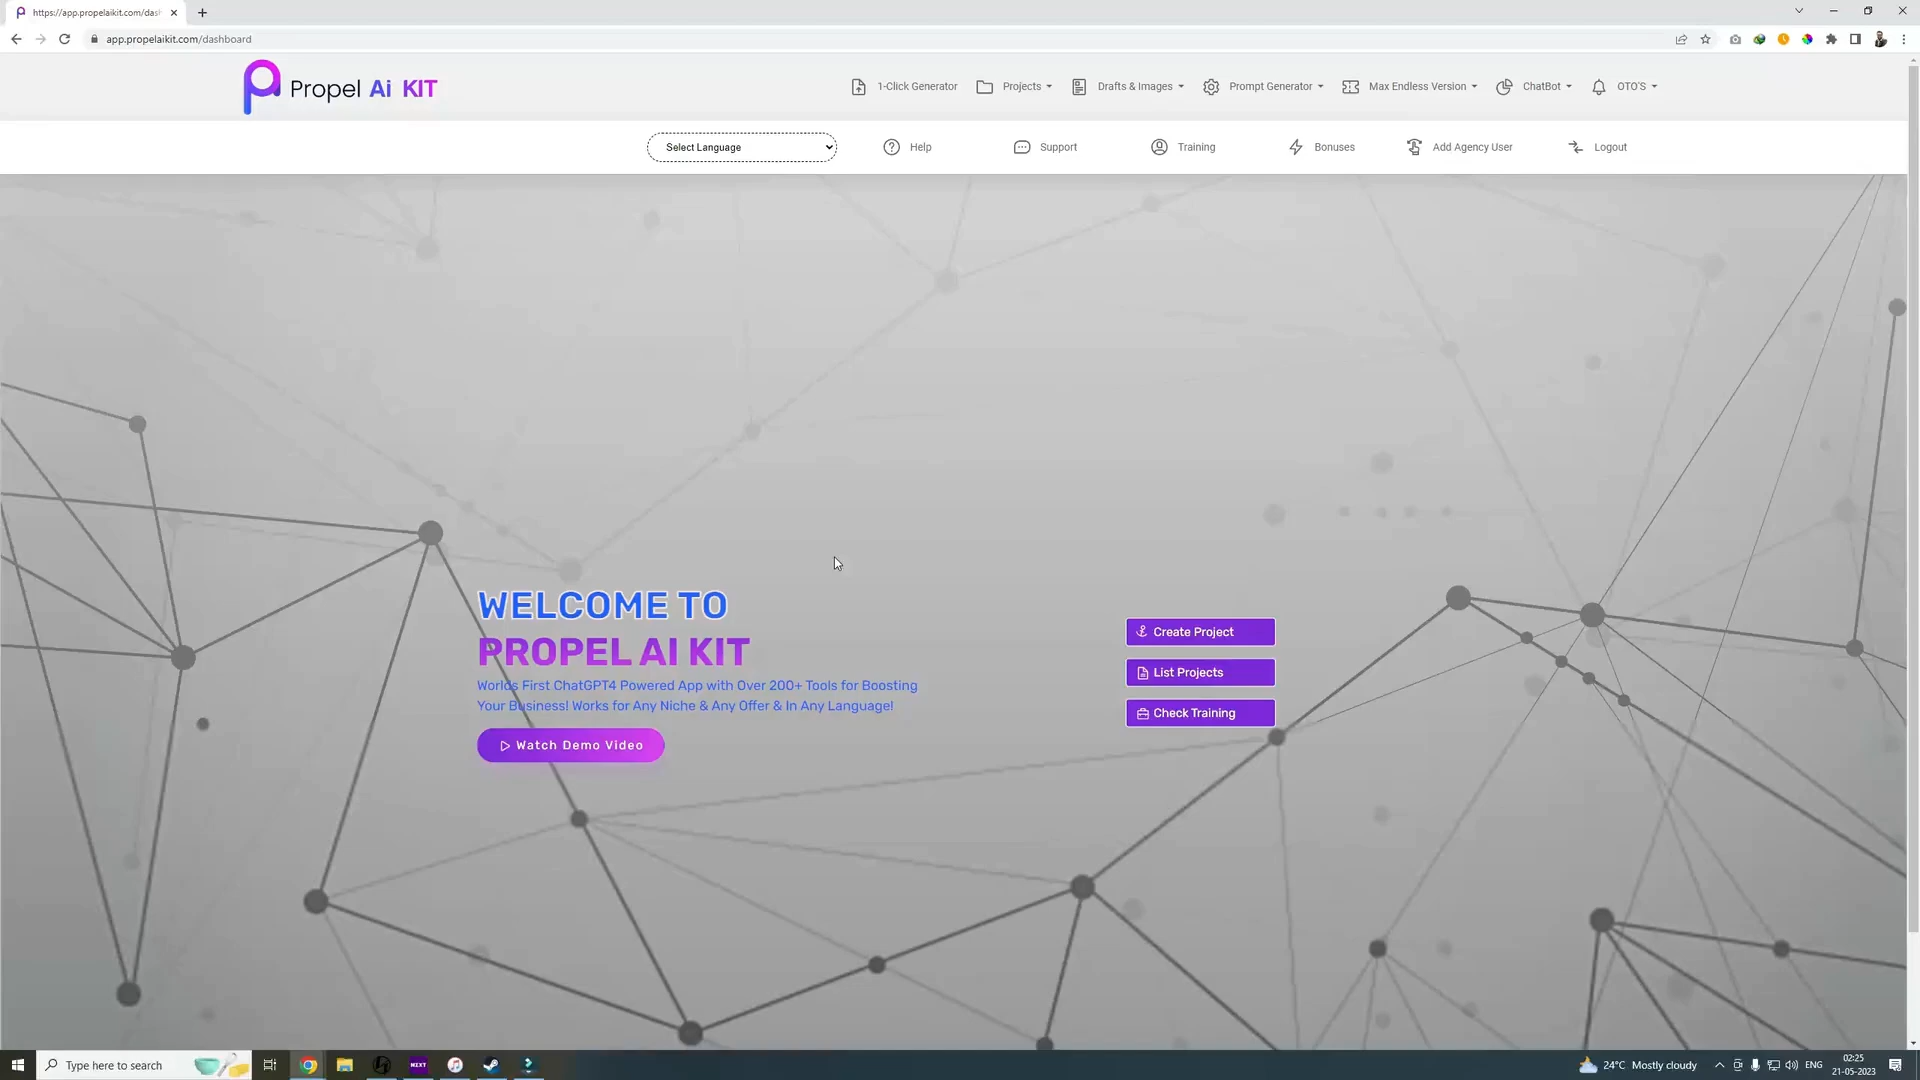 https://app.propelaikit.com/das
app.propelaikit.com/dashboard
Propel Ai KIT
1-Click Generator
Projects
Drafts & Images
Prompt Generator
Max Endless Version
ChatBot
OTO'S
Select Language
Help
Support
Training
Bonuses
Add Agency User
Logout
WELCOME TO
PROPEL AI KIT
Worlds First ChatGPT4 Powered App with Over 200+ Tools for Boosting
Your Business! Works for Any Niche & Any Offer & In Any Language!
Watch Demo Video
Create Project
List Projects
Check Training
Type here to search
NEXT
24°C Mostly cloudy
ENG
02:25
21-05-2023